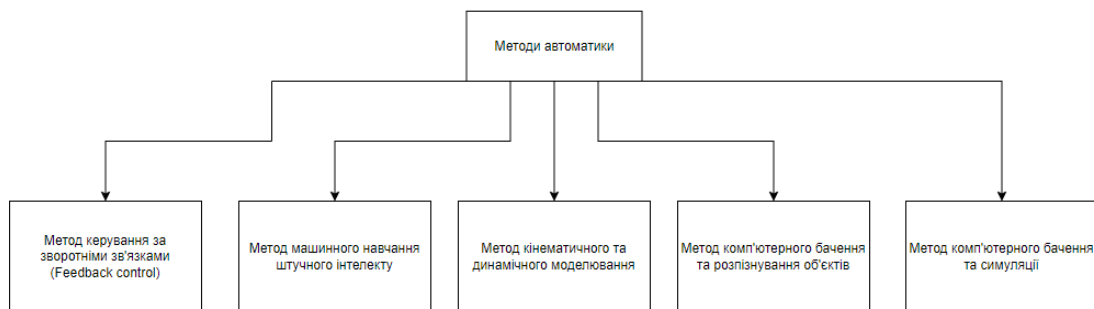 Методи автоматики
Метод керування за
зворотніми зв'язками
(Feedback control)
Метод машинного навчання
штучного інтелекту
Метод кінематичного та
динамічного моделювання
Метод комп'ютерного бачення
та розпізнування об'єктів
Метод комп'ютерного бачення
та симуляції